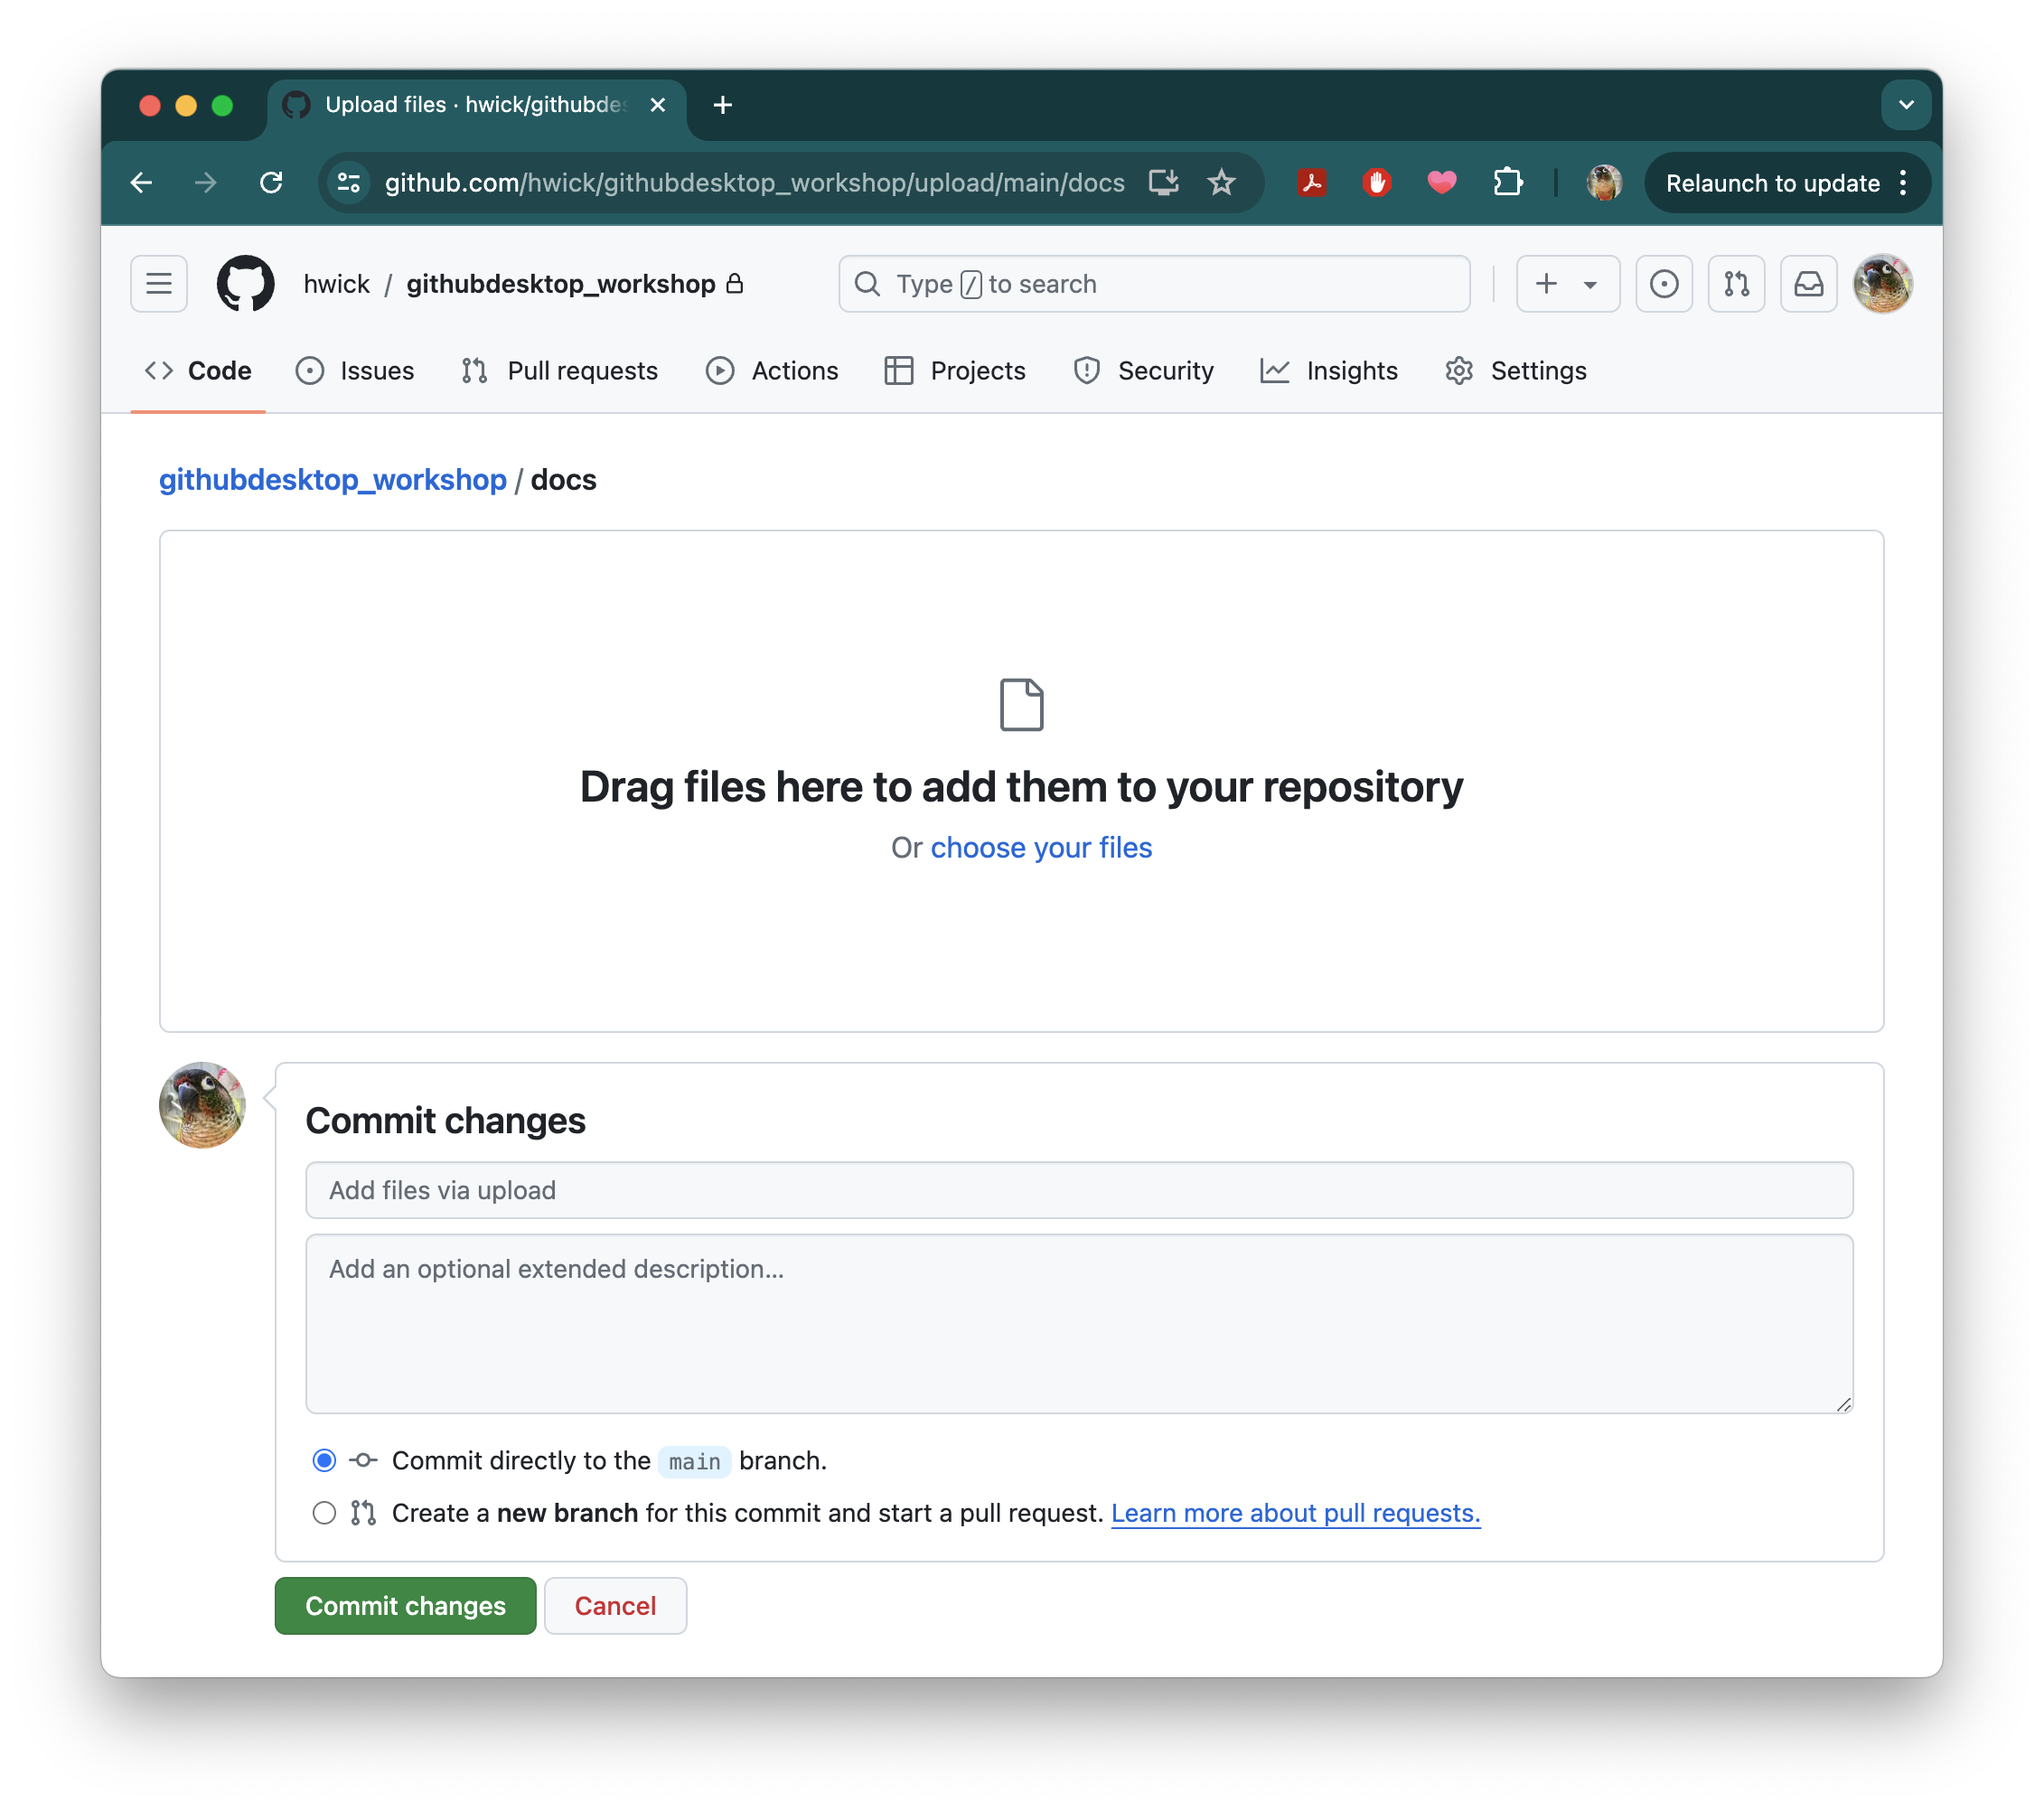 Upload files · hwick/githubde
github.com/hwick/githubdesktop_workshop/upload/main/docs
Relaunch to update
hwick / githubdesktop_workshop
Type / to search
Code
Issues
Pull requests
Actions
Projects
Security
Insights
Settings
githubdesktop_workshop / docs
Drag files here to add them to your repository
Or choose your files
Commit changes
Add files via upload
Add an optional extended description...
Commit directly to the main branch.
Create a new branch for this commit and start a pull request. Learn more about pull requests.
Commit changes
Cancel